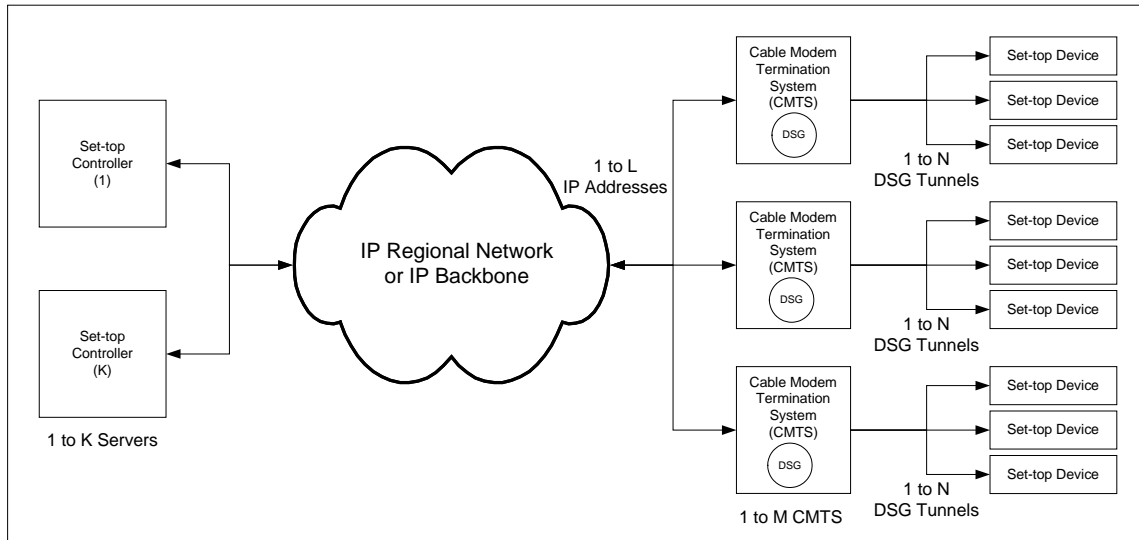 Set-top
Controller
(1)
Set-top
Controller
(K)
1 to K Servers
IP Regional Network
or IP Backbone
1 to L
IP Addresses
Cable Modem
Termination
System
(CMTS)
DSG
1 to N
DSG Tunnels
Set-top Device
Set-top Device
Set-top Device
Cable Modem
Termination
System
(CMTS)
DSG
1 to N
DSG Tunnels
Set-top Device
Set-top Device
Set-top Device
Cable Modem
Termination
System
(CMTS)
DSG
1 to M CMTS
1 to N
DSG Tunnels
Set-top Device
Set-top Device
Set-top Device